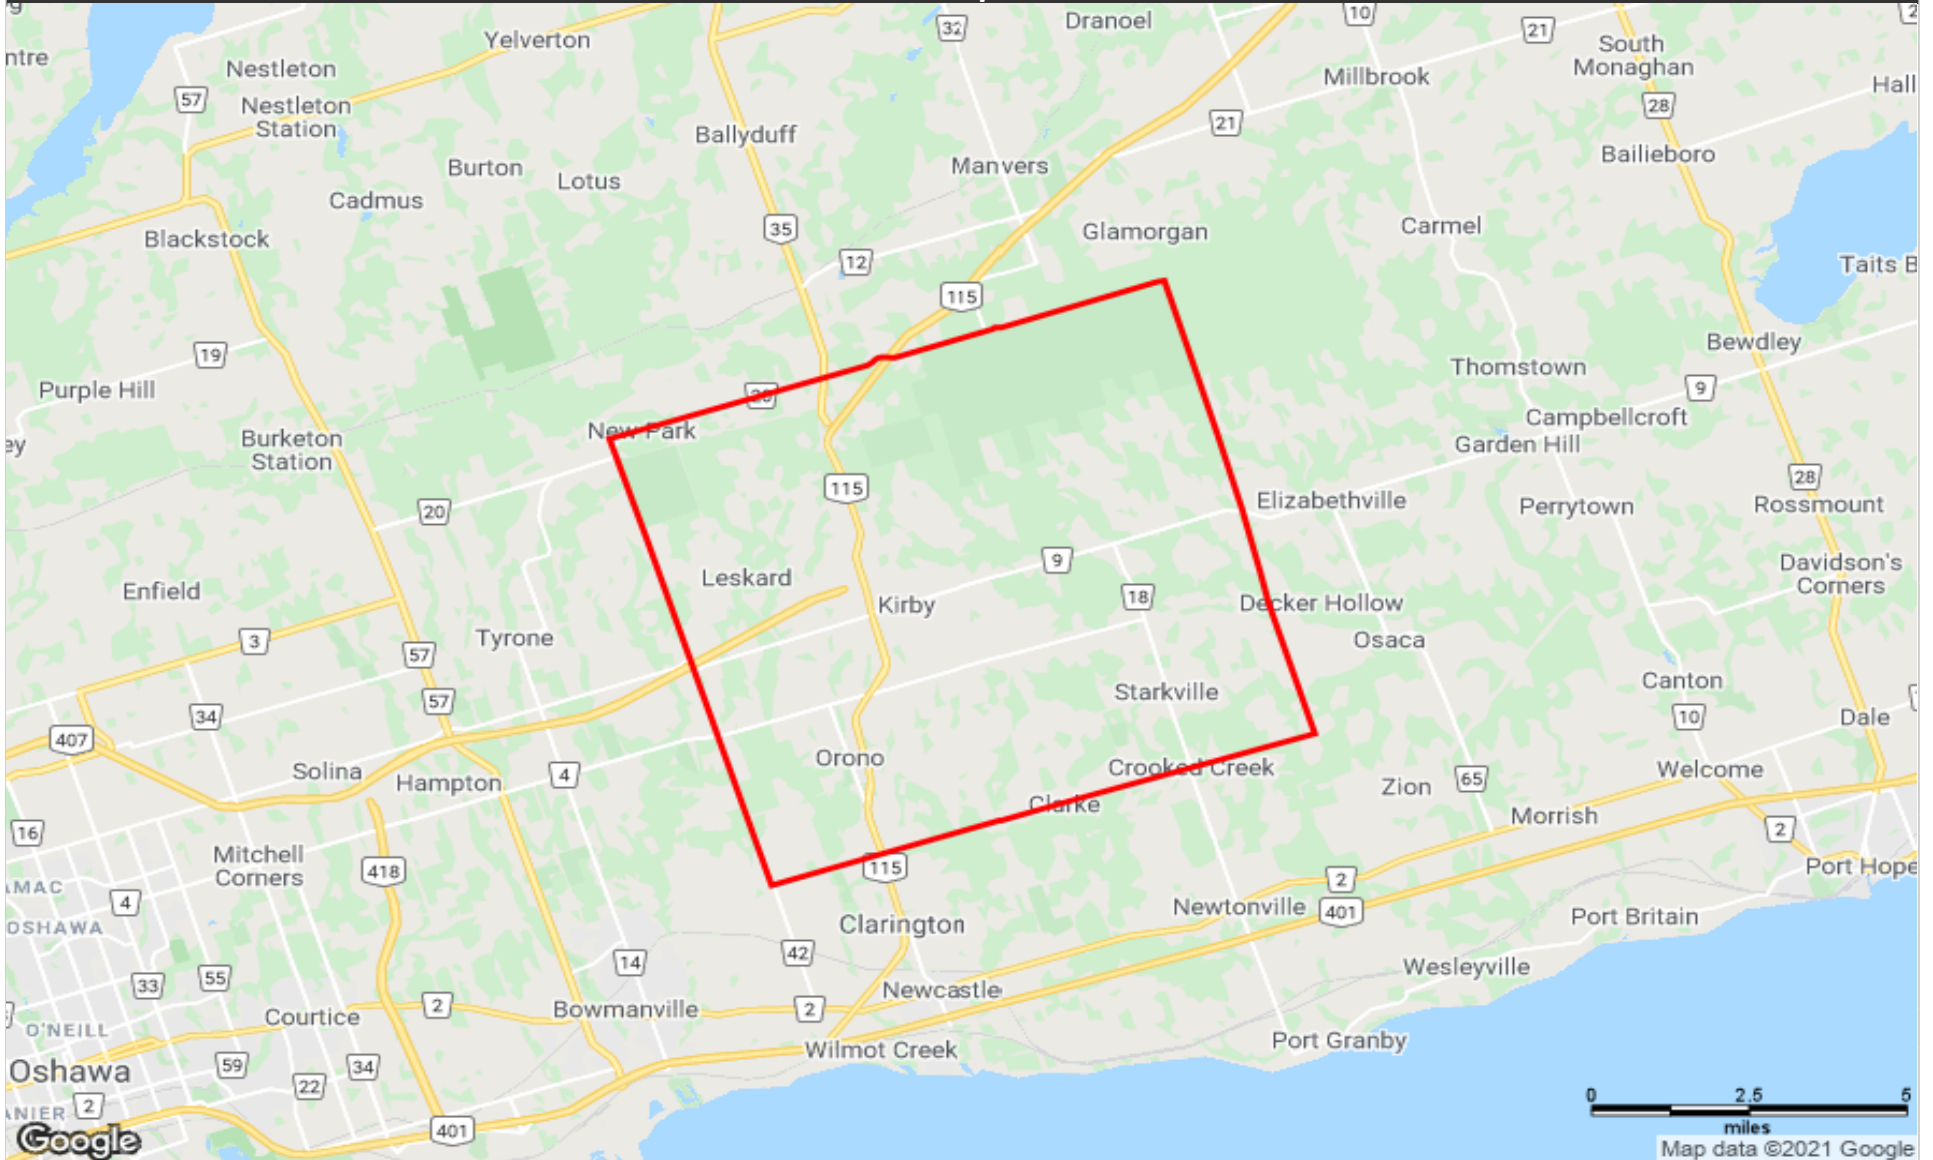 32
Dranoel
10
21
South
Monaghan
Yelverton
ntre
Nestleton
57
Nestleton
Station
Millbrook
Hall
28
21
Ballyduff
Bailieboro
Manvers
Burton
Lotus
Cadmus
Blackstock
35
Glamorgan
Carmel
12
Taits B
115
19
Bewdley
Purple Hill
20
Thomstown
9
Campbellcroft
New Park
ey
Burketon
Station
Garden Hill
28
115
20
Elizabethville
Perrytown
Rossmount
9
Davidson's
Corners
Leskard
Enfield
18
Kirby
Decker Hollow
3
Tyrone
57
Osaca
Canton
57
Starkville
34
10
Dale
407
Orono
Crooked Creek
Solina
Hampton
4
Zion
65
Welcome
Clarke
Morrish
16
2
Mitchell
Corners
418
115
Port Hope
AMAC
4
2
OSHAWA
Clarington
Newtonville
401
Port Britain
42
14
33
55
Wesleyville
Newcastle
2
Bowmanville
2
Courtice
O'NEILL
Port Granby
Wilmot Creek
59
34
Oshawa
22
2
ANIER
401
0 2.5 5
miles
Google
Map data ©2021 Google